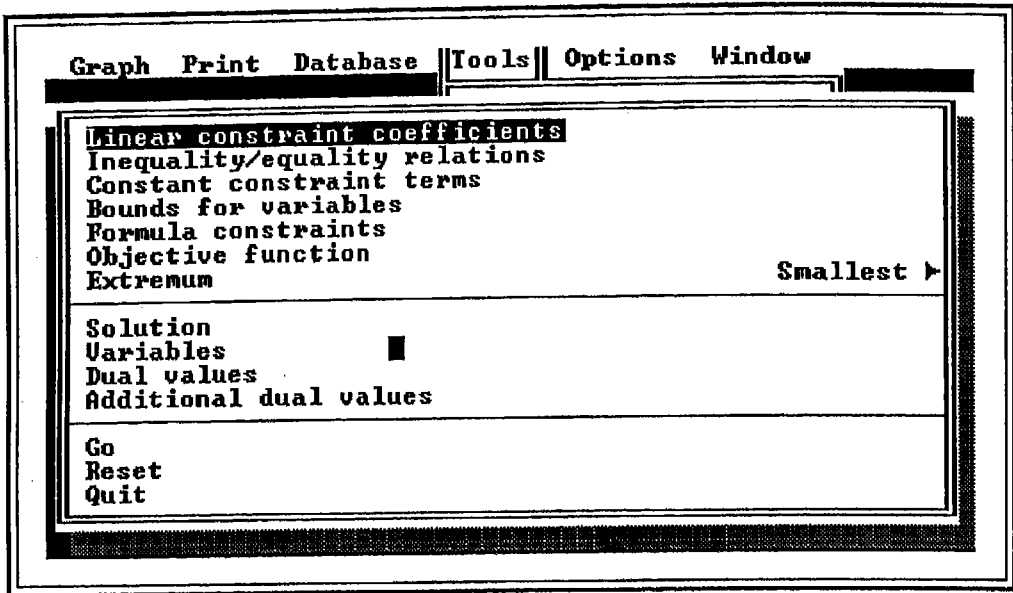 Graph Print Database Tools Options Window
Linear constraint coefficients
Inequality/equality relations
Constant constraint terms
Bounds for variables
Formula constraints
Objective function
Extremum Smallest ►
Solution
Variables
Dual values
Additional dual values
Go
Reset
Quit